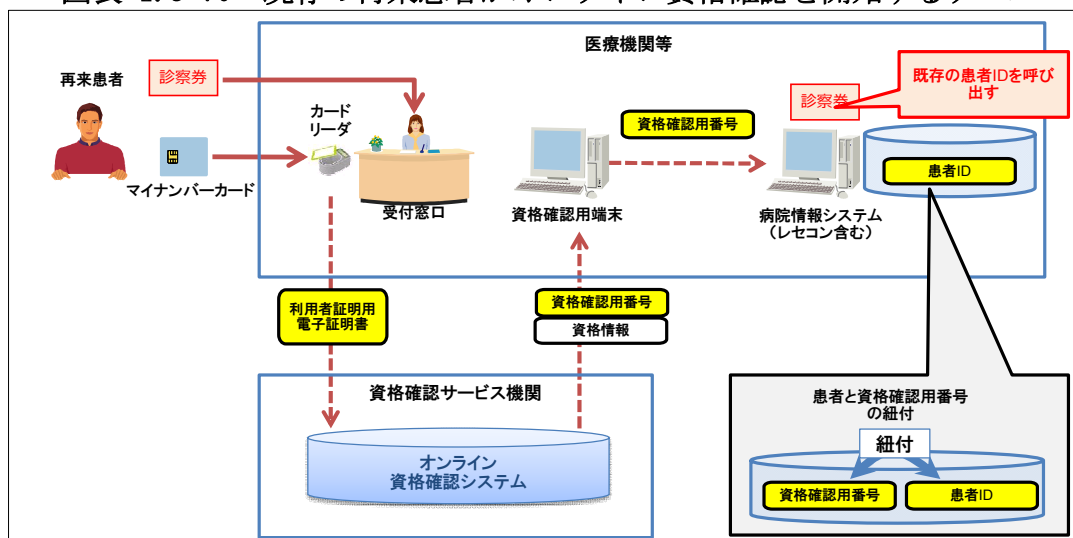 医療機関等
再来患者
診察券
カード
リーダ
マイナンバーカード
受付窓口
資格確認用端末
資格確認用番号
診察券
既存の患者IDを呼び
出す
患者ID
病院情報システム
（レセコン含む）
利用者証明用
電子証明書
資格確認用番号
資格情報
資格確認サービス機関
オンライン
資格確認システム
患者と資格確認用番号
の紐付
紐付
資格確認用番号
患者ID